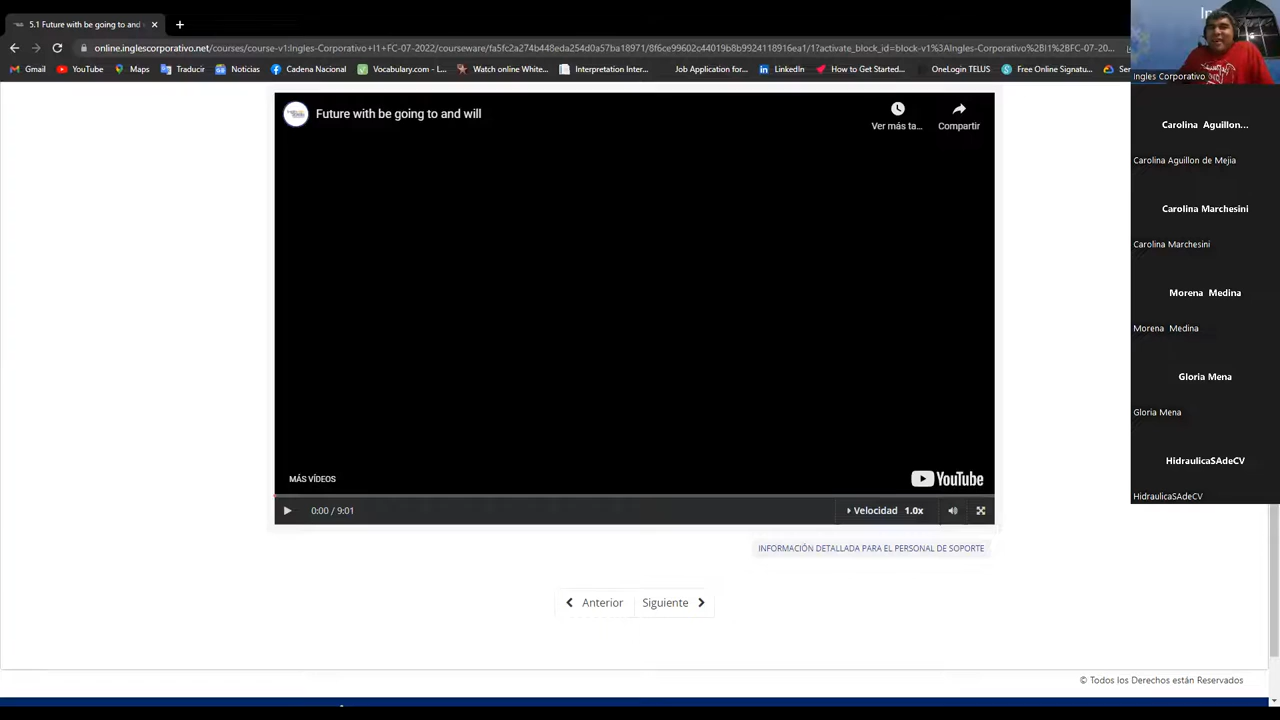 5.1 Future with be going to and
online.inglescorporativo.net/courses/course-v1:Ingles-Corporativo+I1+FC-07-2022/courseware/fa5fc2a274b448eda254d0a57ba18971/8f6ce99602c44019b8b9924118916ea1/1?activate_block_id=block-v1%3AIngles-Corporativo%2BI1%2BFC-07-20...
Gmail YouTube Maps Traducir Noticias Cadena Nacional Vocabulary.com - L... Watch online White... Interpretation Inter... Job Application for... LinkedIn How to Get Started... OneLogin TELUS Free Online Signatu... Ser
Future with be going to and will
Ver más ta...
Compartir
MÁS VÍDEOS
YouTube
0:00 / 9:01
Velocidad 1.0x
INFORMACIÓN DETALLADA PARA EL PERSONAL DE SOPORTE
Anterior Siguiente
© Todos los Derechos están Reservados
Ingles Corporativo
Carolina Aguillon...
Carolina Aguillon de Mejia
Carolina Marchesini
Carolina Marchesini
Morena Medina
Morena Medina
Gloria Mena
Gloria Mena
HidraulicaSAdeCV
HidraulicaSAdeCV